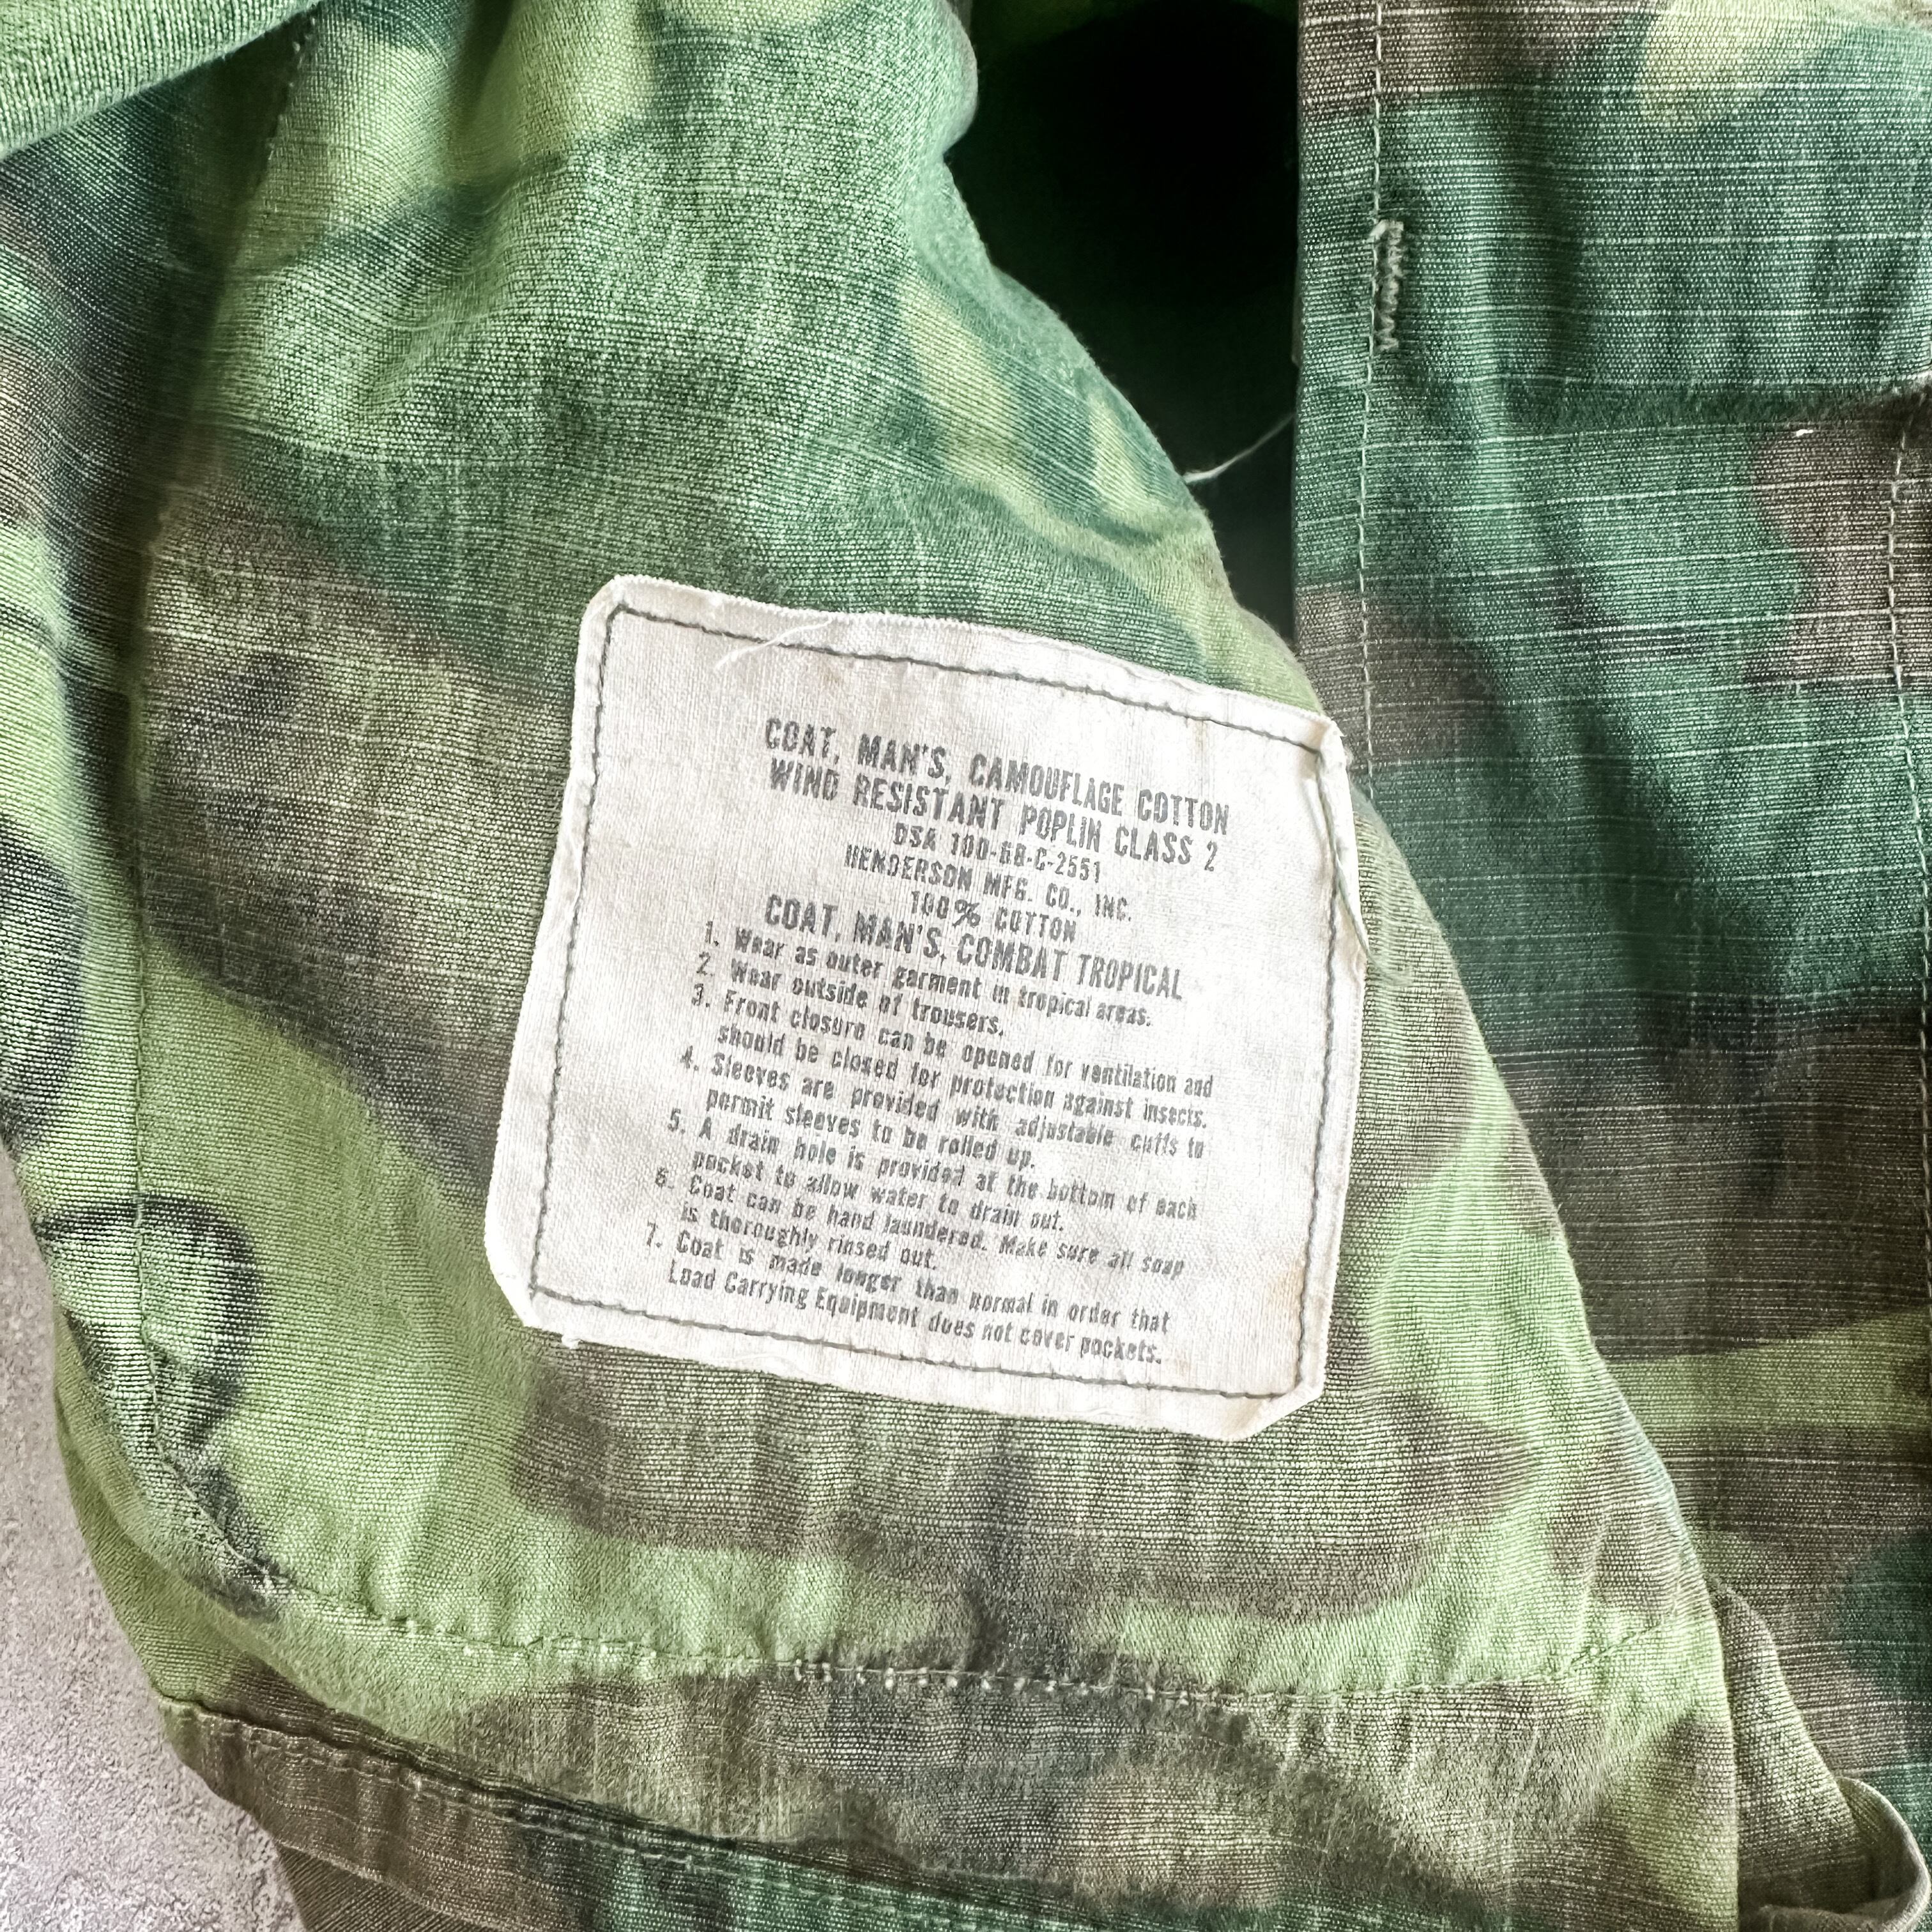 COAT, MAN'S, CAMOUFLAGE COTTON
WIND RESISTANT POPLIN CLASS 2
DSA 100-68-C-2551
HENDERSON MFG. CO., INC.
100% COTTON
COAT, MAN'S, COMBAT TROPICAL
1. Wear as outer garment in tropical areas.
2. Wear outside of trousers.
3. Front closure can be opened for ventilation and
should be closed for protection against insects.
4. Sleeves are provided with adjustable cuffs to
permit sleeves to be rolled up.
5. A drain hole is provided at the bottom of each
pocket to allow water to drain out.
6. Coat can be hand laundered. Make sure all soap
is thoroughly rinsed out.
7. Coat is made longer than normal in order that
Load Carrying Equipment does not cover pockets.